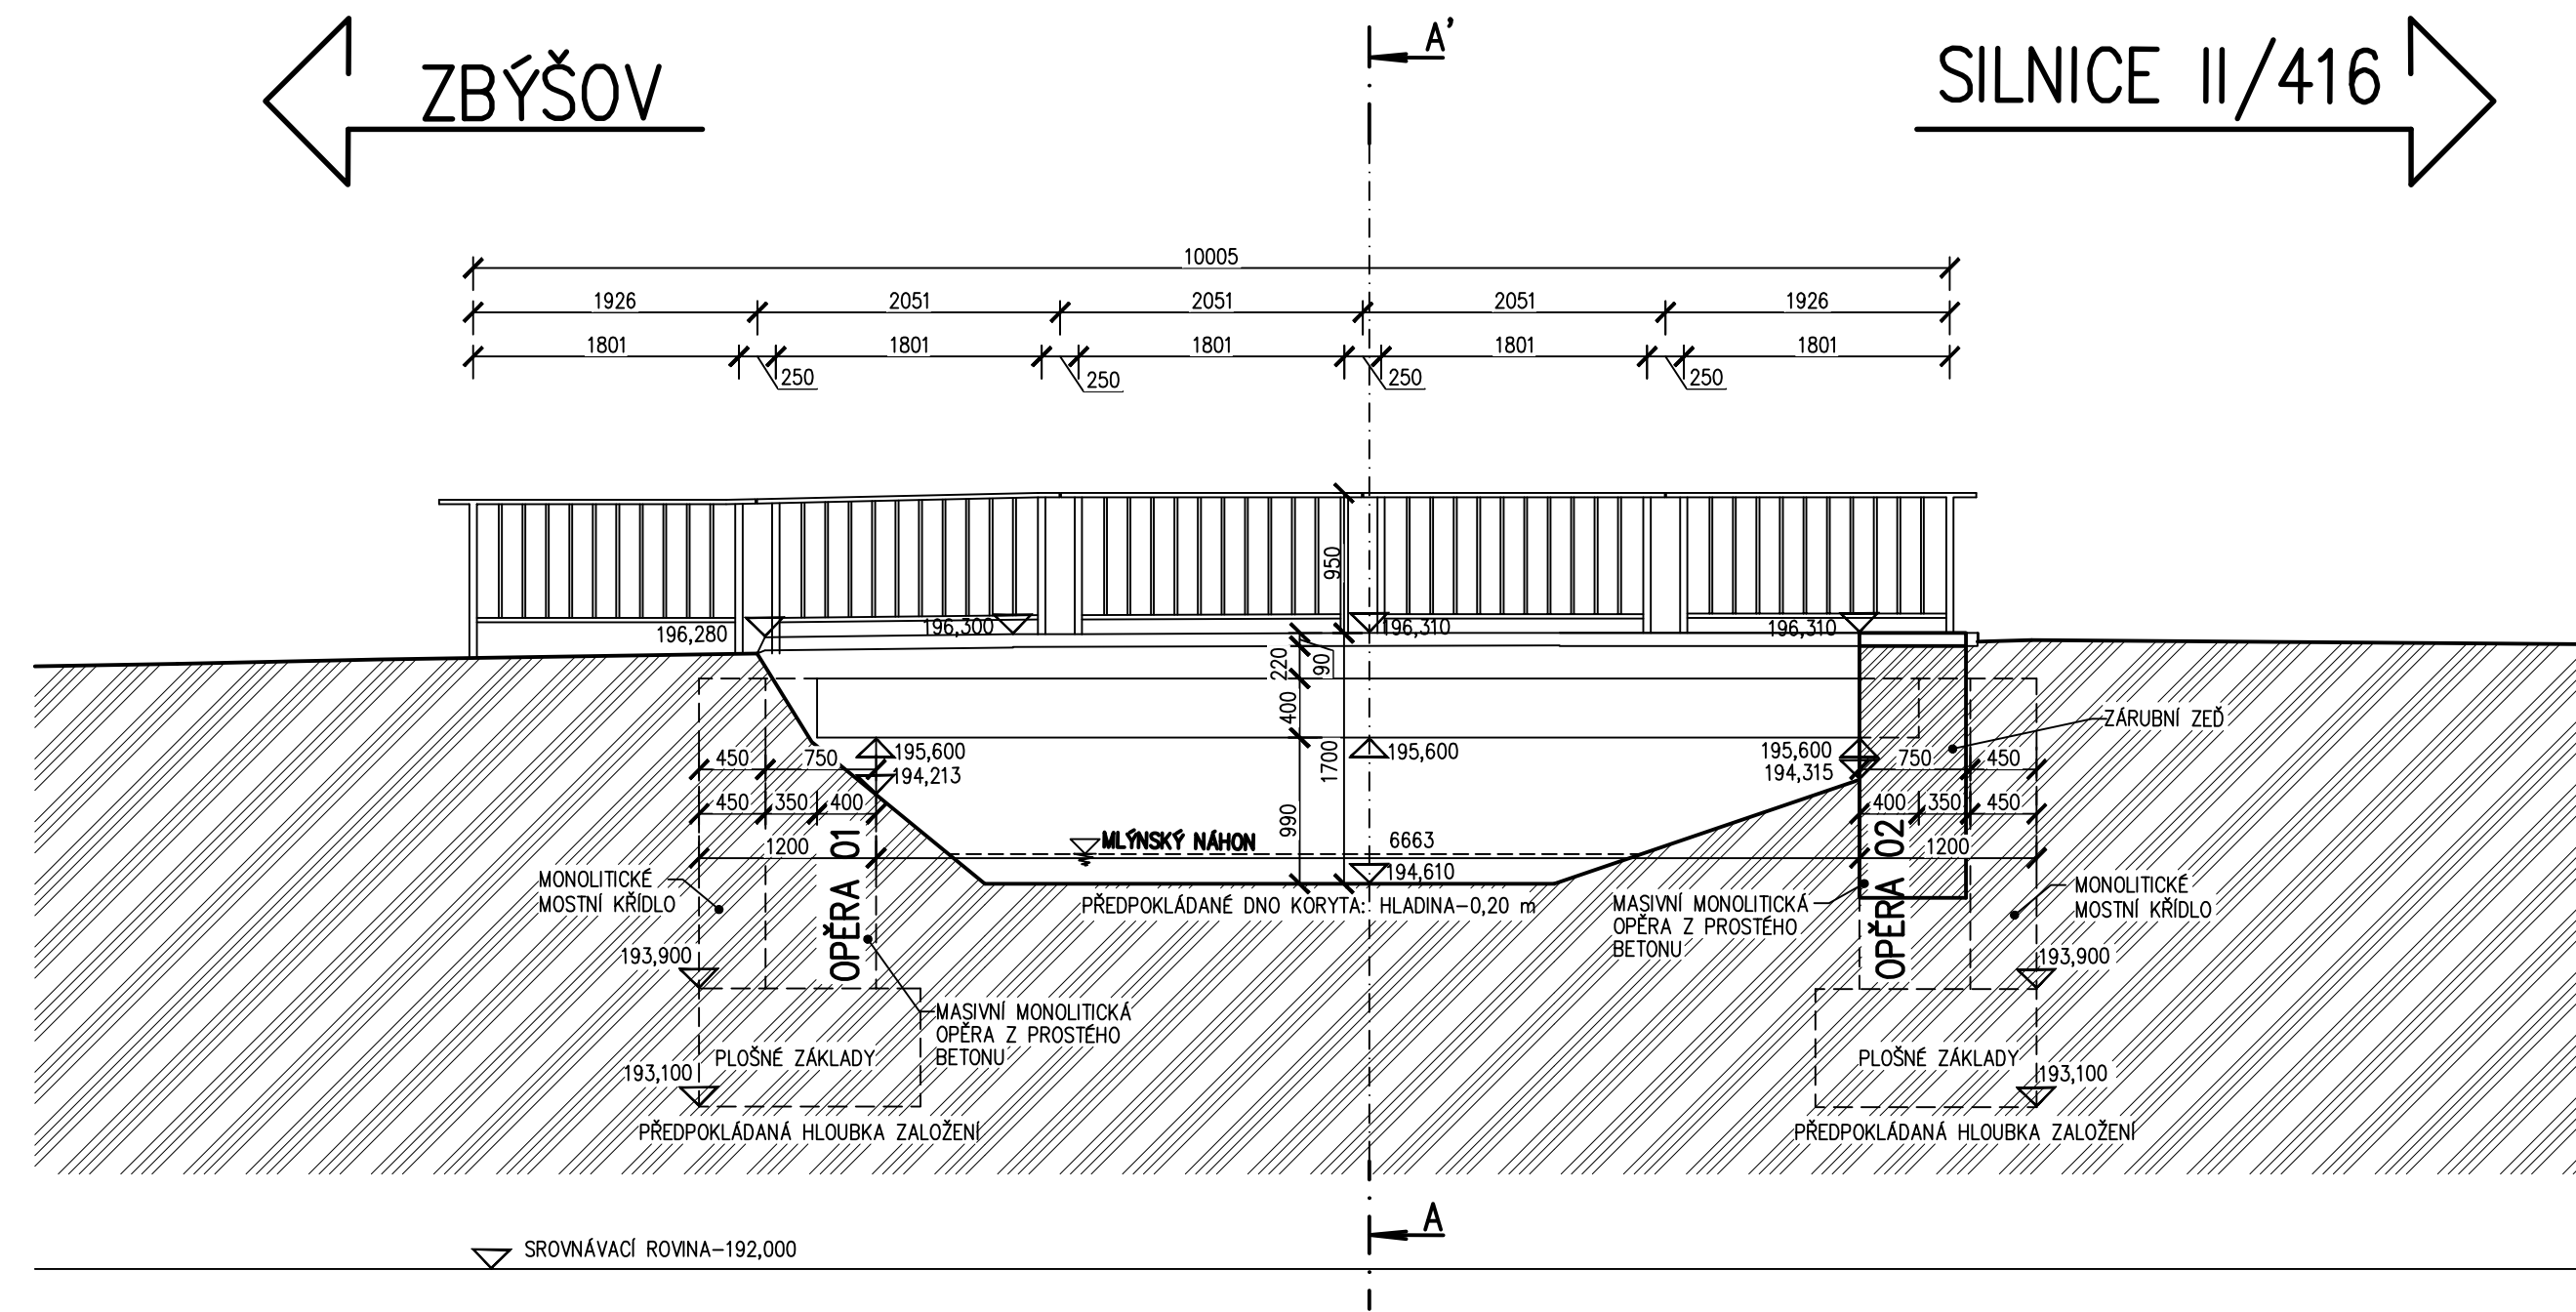 A'
ZBÝŠOV
SILNICE II/416
10005
1926 2051 2051 2051 1926
1801 1801 1801 1801 1801
250 250 250 250
950
196,280 196,300 196,310 196,310
220 90
400
1700
990
ZÁRUBNÍ ZEĎ
450 750 195,600 195,600 195,600 750 450
194,213 194,315
450 350 400 400 350 450
MLÝNSKÝ NÁHON 6663
1200 1200
194,610
OPĚRA 01
OPĚRA 02
MONOLITICKÉ
MOSTNÍ KŘÍDLO
PŘEDPOKLÁDANÉ DNO KORYTA: HLADINA-0,20 m
MASIVNÍ MONOLITICKÁ
OPĚRA Z PROSTÉHO
BETONU
MONOLITICKÉ
MOSTNÍ KŘÍDLO
193,900 193,900
MASIVNÍ MONOLITICKÁ
OPĚRA Z PROSTÉHO
BETONU
PLOŠNÉ ZÁKLADY PLOŠNÉ ZÁKLADY
193,100 193,100
PŘEDPOKLÁDANÁ HLOUBKA ZALOŽENÍ PŘEDPOKLÁDANÁ HLOUBKA ZALOŽENÍ
A
SROVNÁVACÍ ROVINA-192,000